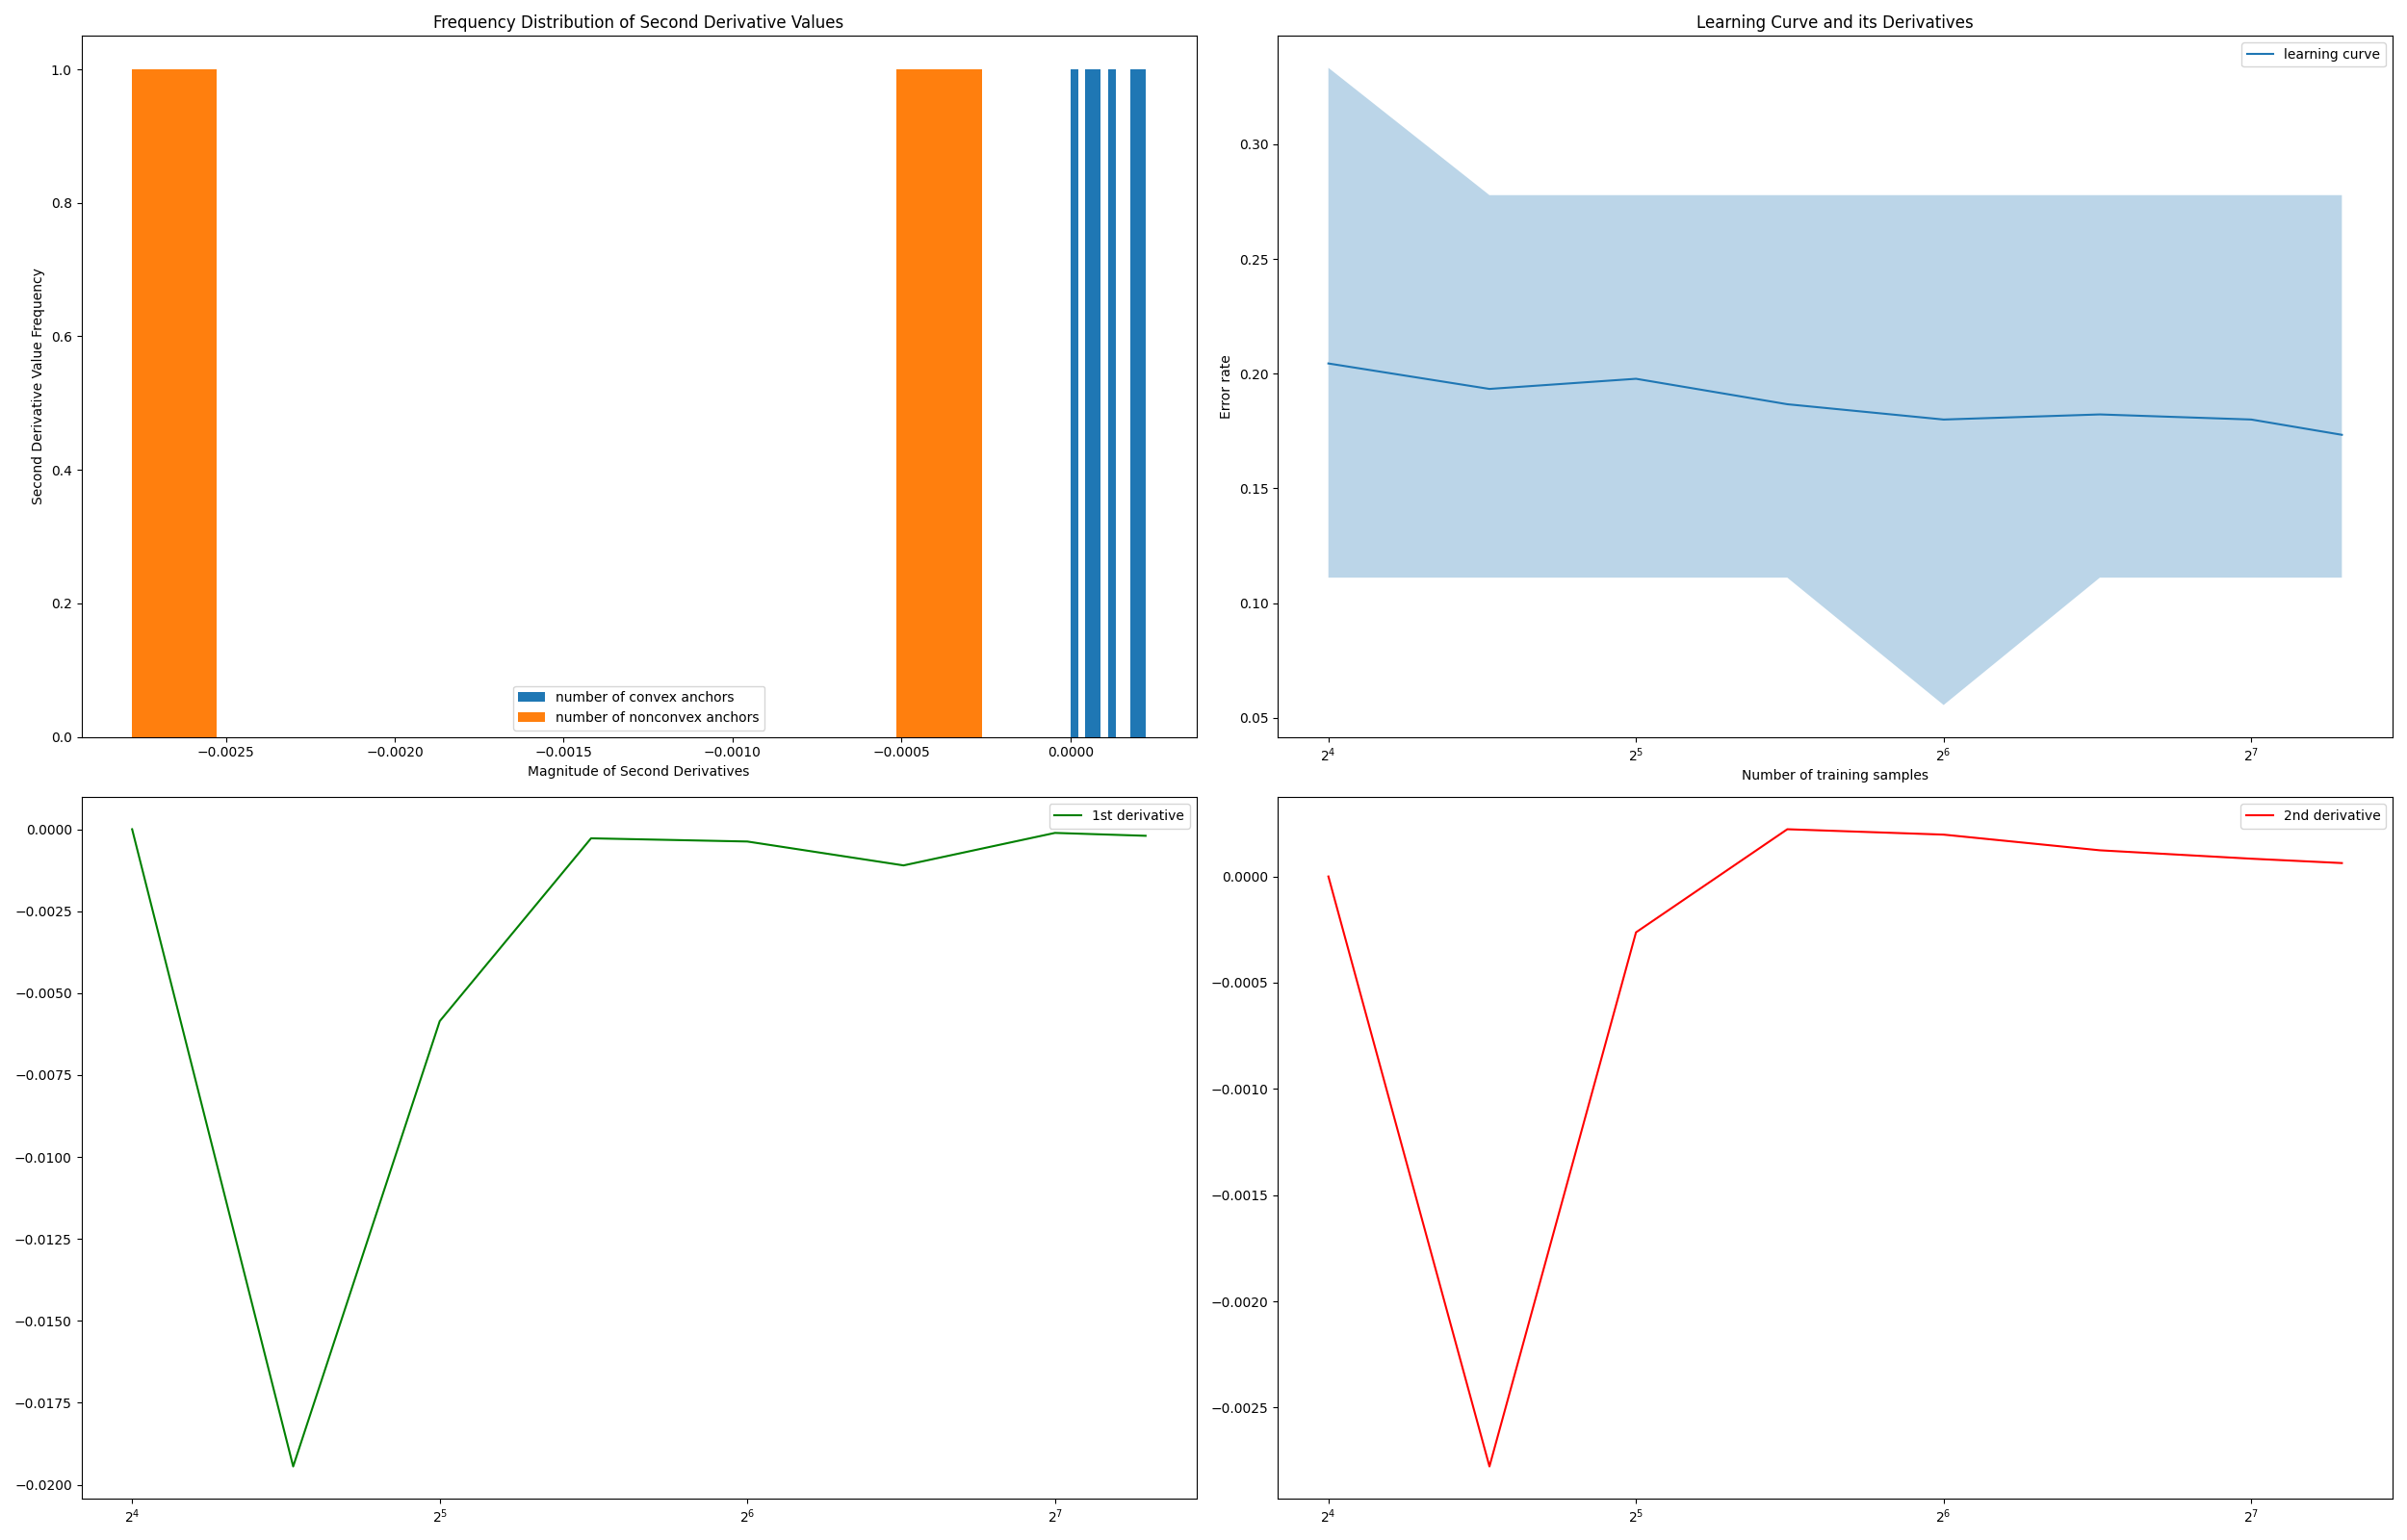 Frequency Distribution of Second Derivative Values
Second Derivative Value Frequency
1.0
0.8
0.6
0.4
0.2
0.0
number of convex anchors
number of nonconvex anchors
−0.0025 −0.0020 −0.0015 −0.0010 −0.0005 0.0000
Magnitude of Second Derivatives
Learning Curve and its Derivatives
learning curve
Error rate
0.30
0.25
0.20
0.15
0.10
0.05
2⁴ 2⁵ 2⁶ 2⁷
Number of training samples
1st derivative
0.0000
−0.0025
−0.0050
−0.0075
−0.0100
−0.0125
−0.0150
−0.0175
−0.0200
2⁴ 2⁵ 2⁶ 2⁷
2nd derivative
0.0000
−0.0005
−0.0010
−0.0015
−0.0020
−0.0025
2⁴ 2⁵ 2⁶ 2⁷